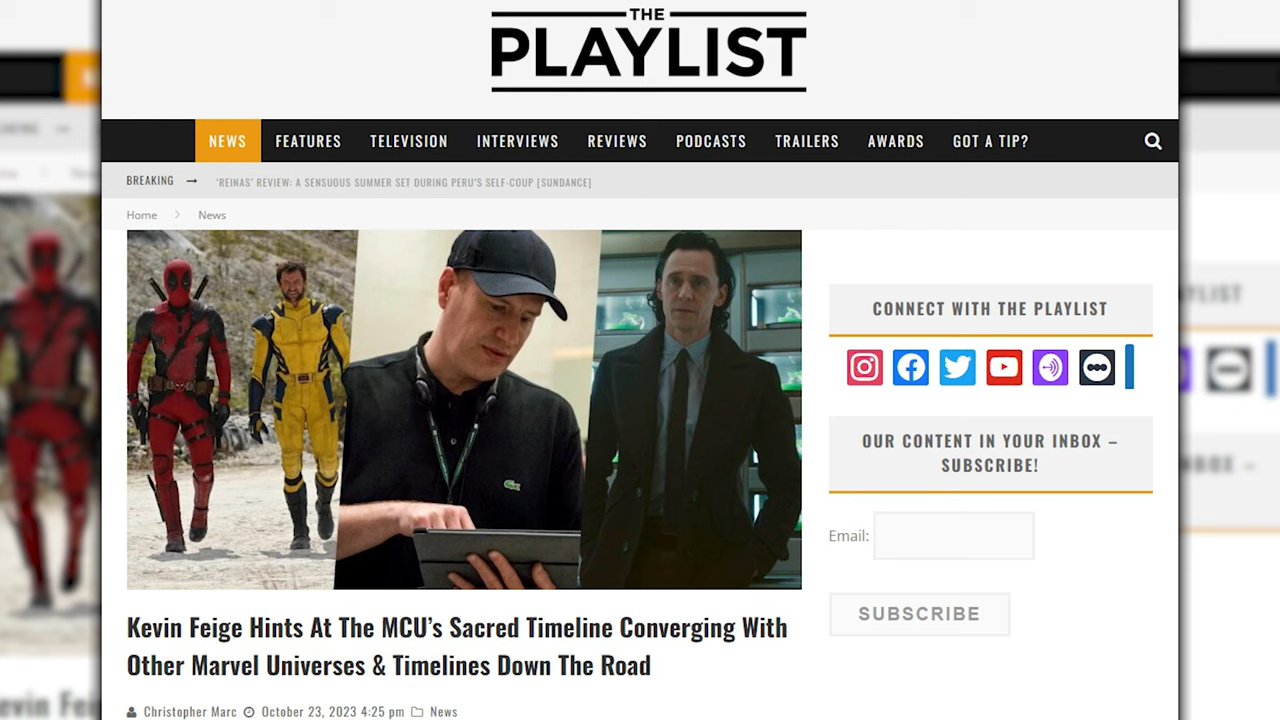 THE
PLAYLIST
NEWS FEATURES TELEVISION INTERVIEWS REVIEWS PODCASTS TRAILERS AWARDS GOT A TIP?
BREAKING → 'REINAS' REVIEW: A SENSUOUS SUMMER SET DURING PERU'S SELF-COUP [SUNDANCE]
Home > News
CONNECT WITH THE PLAYLIST
OUR CONTENT IN YOUR INBOX –
SUBSCRIBE!
Email:
SUBSCRIBE
Kevin Feige Hints At The MCU's Sacred Timeline Converging With
Other Marvel Universes & Timelines Down The Road
Christopher Marc October 23, 2023 4:25 pm News